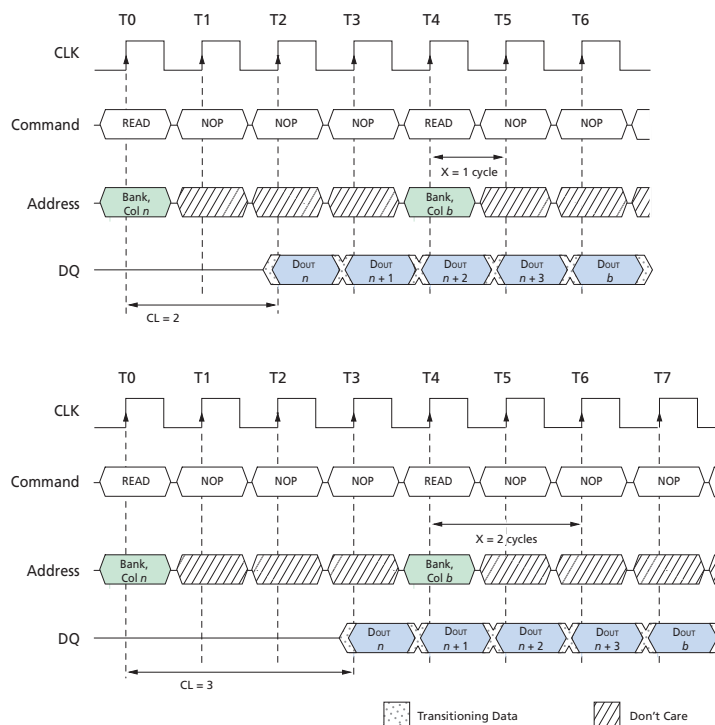 T0 T1 T2 T3 T4 T5 T6
CLK
Command READ NOP NOP NOP READ NOP NOP
X = 1 cycle
Address Bank, Col n Bank, Col b
DQ DOUT n DOUT n + 1 DOUT n + 2 DOUT n + 3 DOUT b
CL = 2
T0 T1 T2 T3 T4 T5 T6 T7
CLK
Command READ NOP NOP NOP READ NOP NOP NOP
X = 2 cycles
Address Bank, Col n Bank, Col b
DQ DOUT n DOUT n + 1 DOUT n + 2 DOUT n + 3 DOUT b
CL = 3
Transitioning Data Don't Care